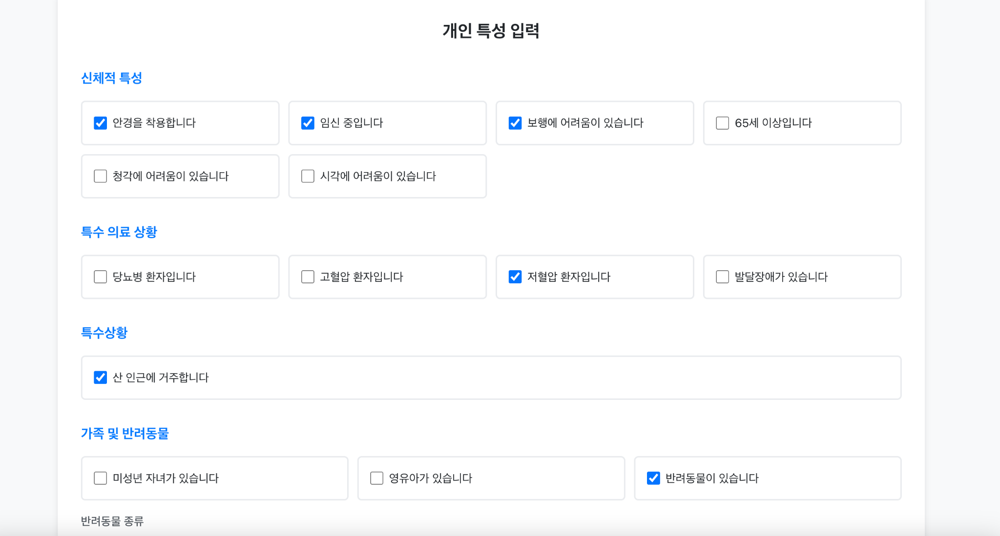 개인 특성 입력
신체적 특성
안경을 착용합니다
임신 중입니다
보행에 어려움이 있습니다
65세 이상입니다
청각에 어려움이 있습니다
시각에 어려움이 있습니다
특수 의료 상황
당뇨병 환자입니다
고혈압 환자입니다
저혈압 환자입니다
발달장애가 있습니다
특수상황
산 인근에 거주합니다
가족 및 반려동물
미성년 자녀가 있습니다
영유아가 있습니다
반려동물이 있습니다
반려동물 종류